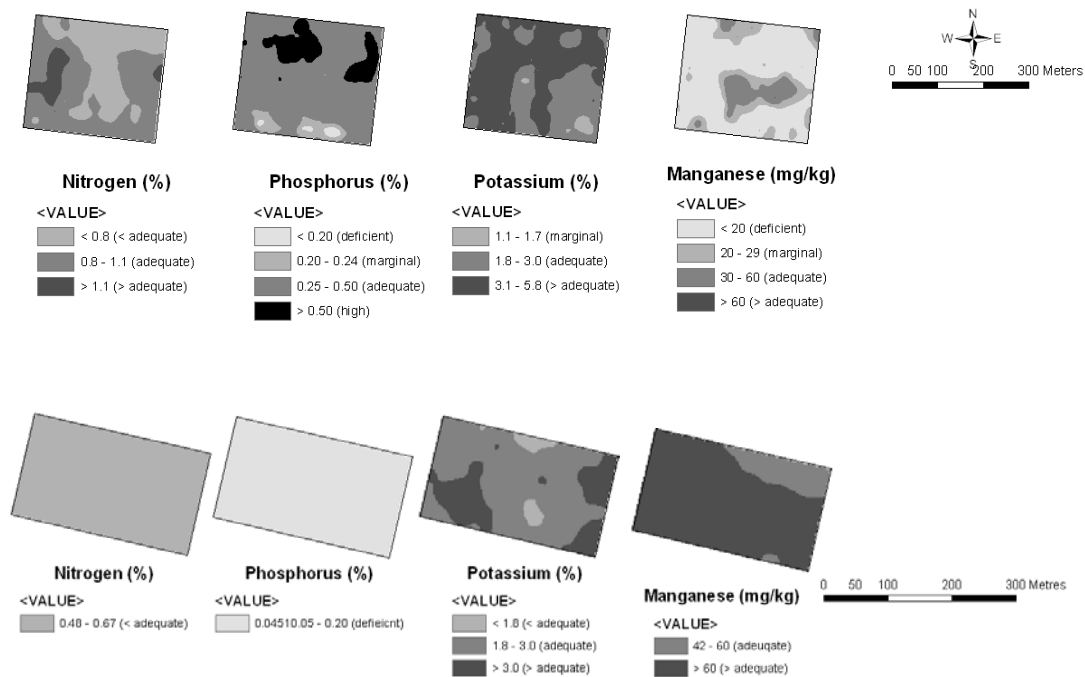 N
W E
S
0 50 100 200 300 Meters
Nitrogen (%)
<VALUE>
< 0.8 (< adequate)
0.8 - 1.1 (adequate)
> 1.1 (> adequate)
Phosphorus (%)
<VALUE>
< 0.20 (deficient)
0.20 - 0.24 (marginal)
0.25 - 0.50 (adequate)
> 0.50 (high)
Potassium (%)
<VALUE>
1.1 - 1.7 (marginal)
1.8 - 3.0 (adequate)
3.1 - 5.8 (> adequate)
Manganese (mg/kg)
<VALUE>
< 20 (deficient)
20 - 29 (marginal)
30 - 60 (adequate)
> 60 (> adequate)
Nitrogen (%)
<VALUE>
0.48 - 0.67 (< adequate)
Phosphorus (%)
<VALUE>
0.04510.05 - 0.20 (defieicnt)
Potassium (%)
<VALUE>
< 1.8 (< adequate)
1.8 - 3.0 (adequate)
> 3.0 (> adequate)
Manganese (mg/kg)
<VALUE>
42 - 60 (adeuqate)
> 60 (> adequate)
0 50 100 200 300 Metres